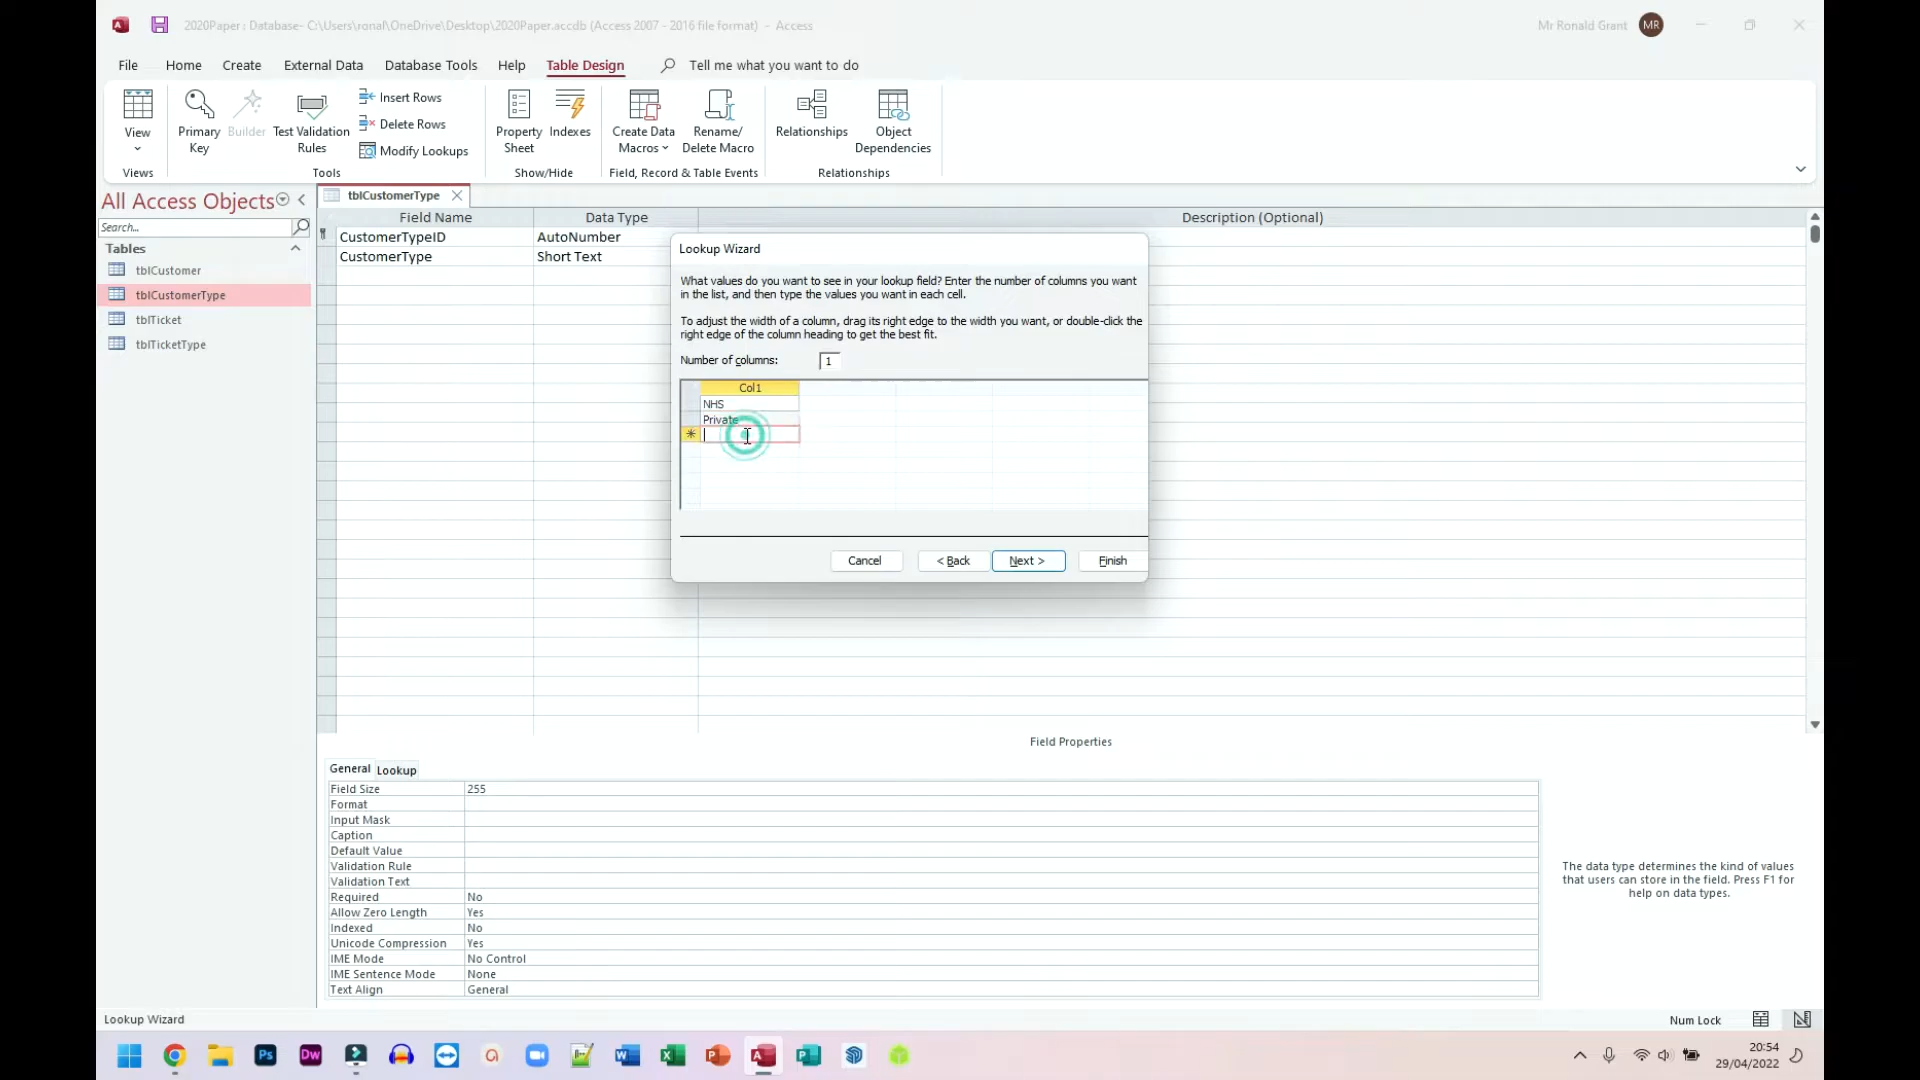 2020Paper : Database- C:\Users\ronal\OneDrive\Desktop\2020Paper.accdb (Access 2007 - 2016 file format) - Access
Mr Ronald Grant
MR
File Home Create External Data Database Tools Help Table Design Tell me what you want to do
View
Primary Key
Builder
Test Validation Rules
Insert Rows
Delete Rows
Modify Lookups
Property Sheet
Indexes
Create Data Macros
Rename/ Delete Macro
Relationships
Object Dependencies
Views
Tools
Show/Hide
Field, Record & Table Events
Relationships
All Access Objects
Search...
Tables
tblCustomer
tblCustomerType
tblTicket
tblTicketType
tblCustomerType
Field Name Data Type Description (Optional)
CustomerTypeID AutoNumber
CustomerType Short Text
Lookup Wizard
What values do you want to see in your lookup field? Enter the number of columns you want
in the list, and then type the values you want in each cell.
To adjust the width of a column, drag its right edge to the width you want, or double-click the
right edge of the column heading to get the best fit.
Number of columns: 1
Col1
NHS
Private
Cancel < Back Next > Finish
Field Properties
General Lookup
Field Size 255
Format
Input Mask
Caption
Default Value
Validation Rule
Validation Text
Required No
Allow Zero Length Yes
Indexed No
Unicode Compression Yes
IME Mode No Control
IME Sentence Mode None
Text Align General
The data type determines the kind of values
that users can store in the field. Press F1 for
help on data types.
Lookup Wizard
Num Lock
Ps
Dw
20:54
29/04/2022